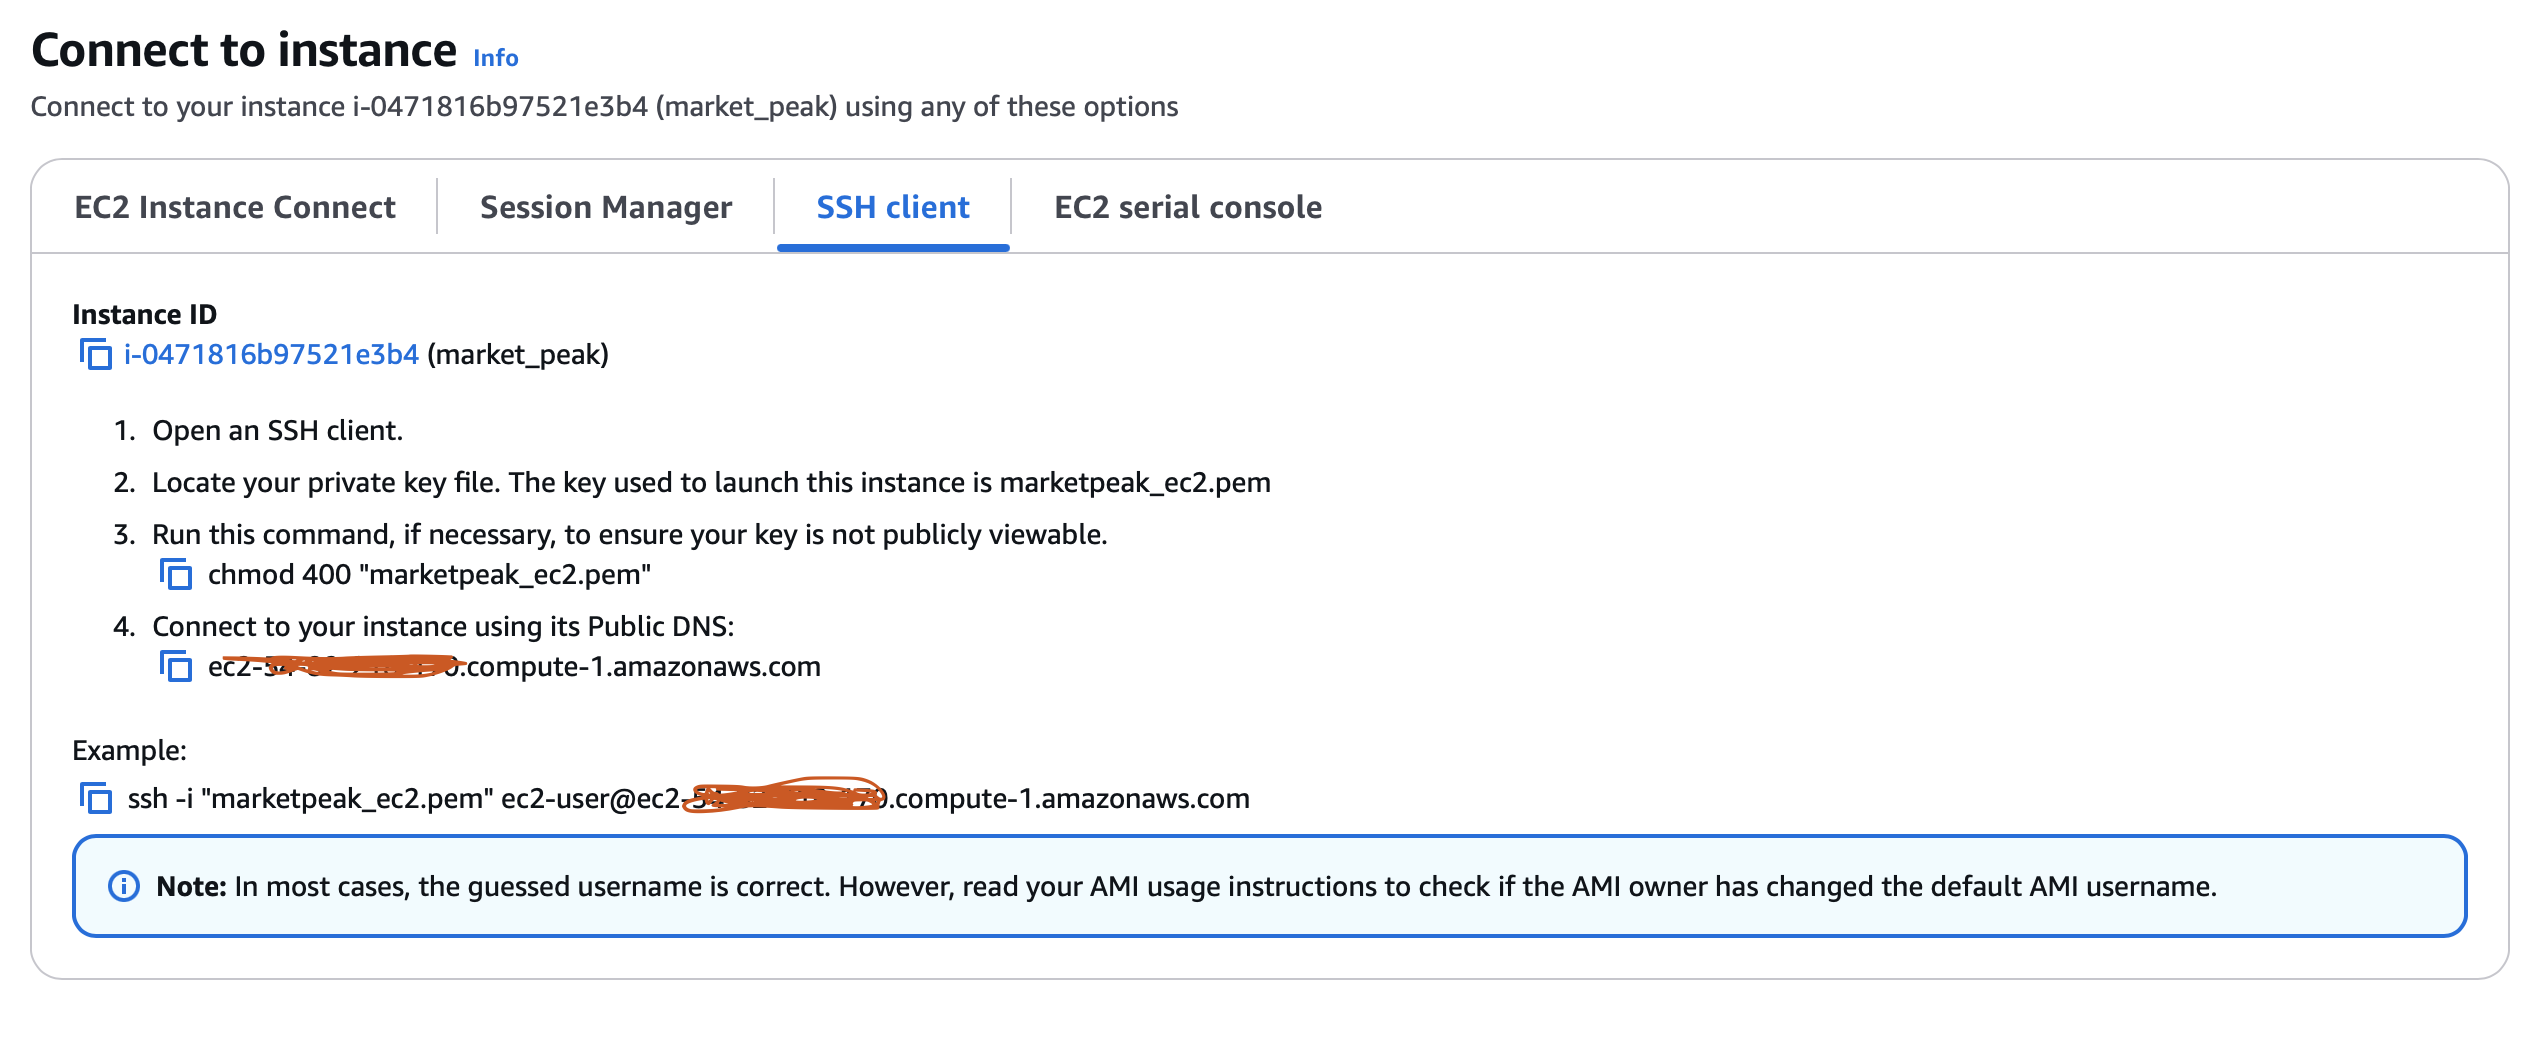 Connect to instance Info
Connect to your instance i-0471816b97521e3b4 (market_peak) using any of these options
EC2 Instance Connect
Session Manager
SSH client
EC2 serial console
Instance ID
i-0471816b97521e3b4 (market_peak)
1. Open an SSH client.
2. Locate your private key file. The key used to launch this instance is marketpeak_ec2.pem
3. Run this command, if necessary, to ensure your key is not publicly viewable.
chmod 400 "marketpeak_ec2.pem"
4. Connect to your instance using its Public DNS:
.compute-1.amazonaws.com
Example:
ssh -i "marketpeak_ec2.pem" ec2-user@ec2- .compute-1.amazonaws.com
Note: In most cases, the guessed username is correct. However, read your AMI usage instructions to check if the AMI owner has changed the default AMI username.